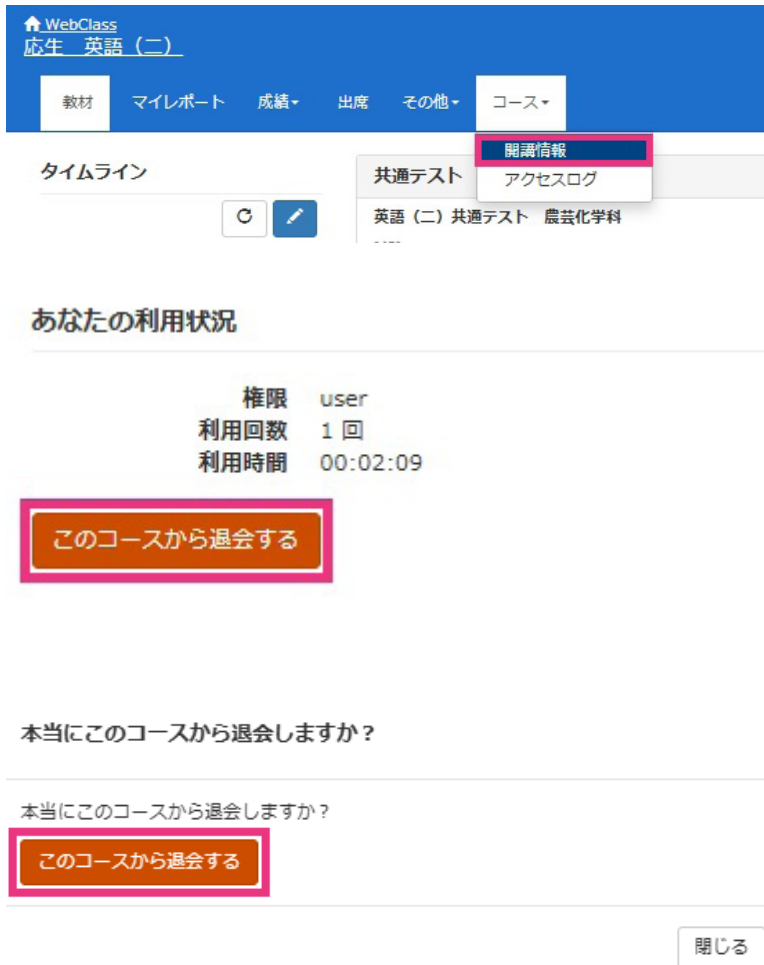 WebClass
応生　英語（二）
教材 マイレポート 成績 出席 その他 コース
開講情報
アクセスログ
タイムライン
共通テスト
英語（二）共通テスト　農芸化学科
あなたの利用状況
権限 user
利用回数 1 回
利用時間 00:02:09
このコースから退会する
本当にこのコースから退会しますか？
本当にこのコースから退会しますか？
このコースから退会する
閉じる